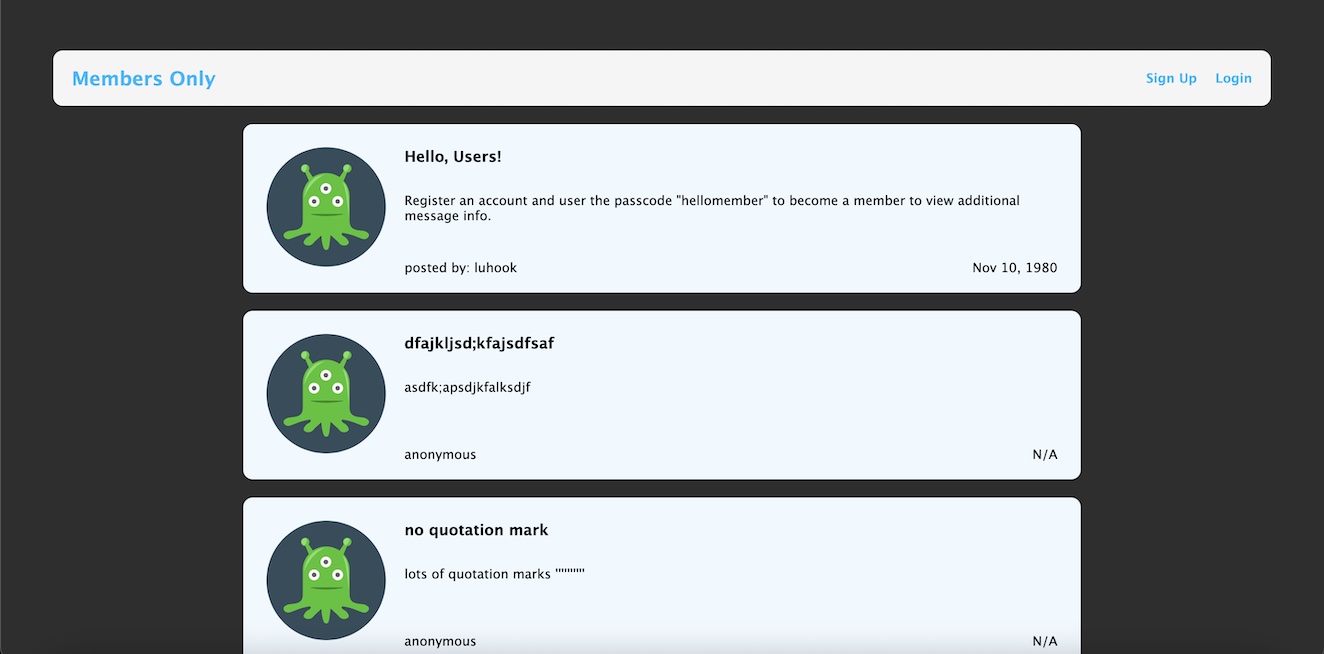 Members Only
Sign Up
Login
Hello, Users!
Register an account and user the passcode "hellomember" to become a member to view additional
message info.
posted by: luhook
Nov 10, 1980
dfajkljsd;kfajsdfsaf
asdfk;apsdjkfalksdjf
anonymous
N/A
no quotation mark
lots of quotation marks
anonymous
N/A